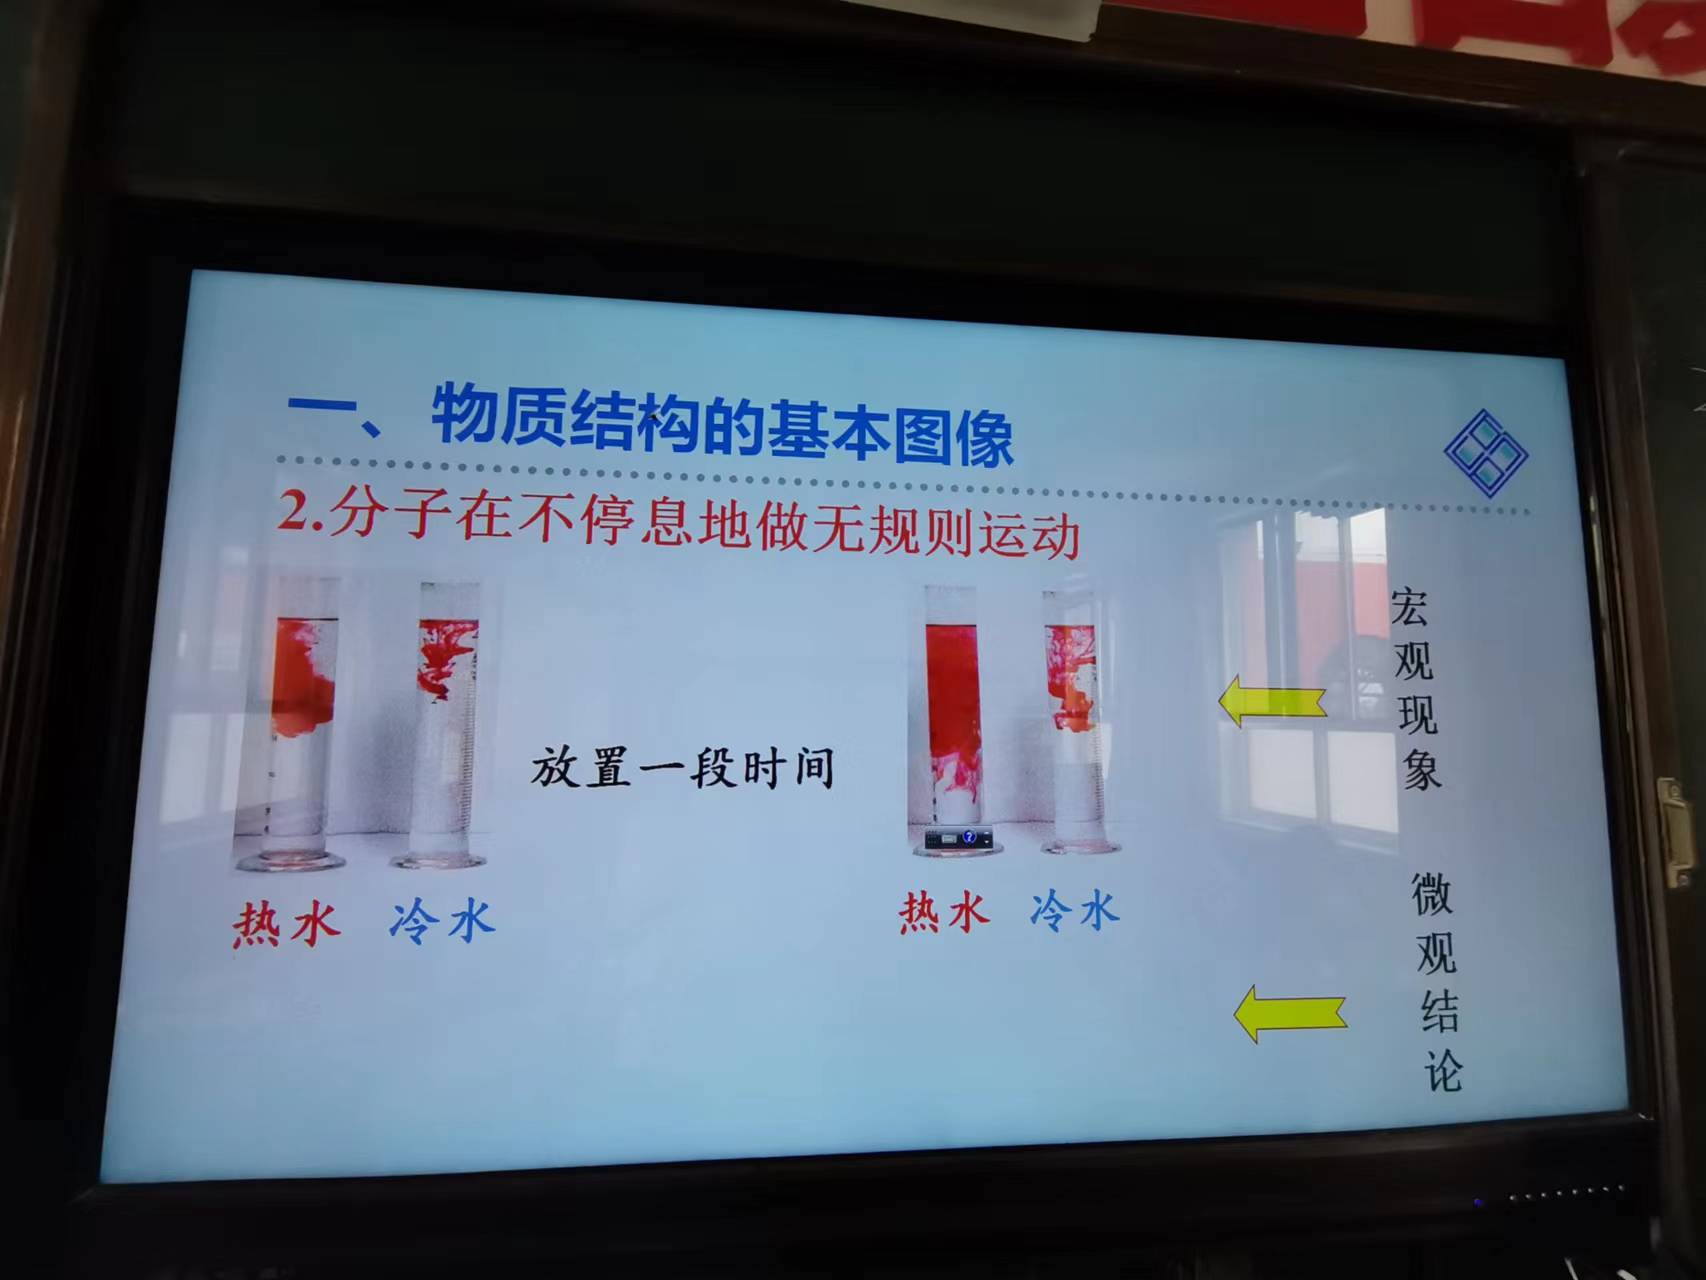 一、物质结构的基本图像
2.分子在不停息地做无规则运动
放置一段时间
热水 冷水
热水 冷水
宏观现象
微观结论